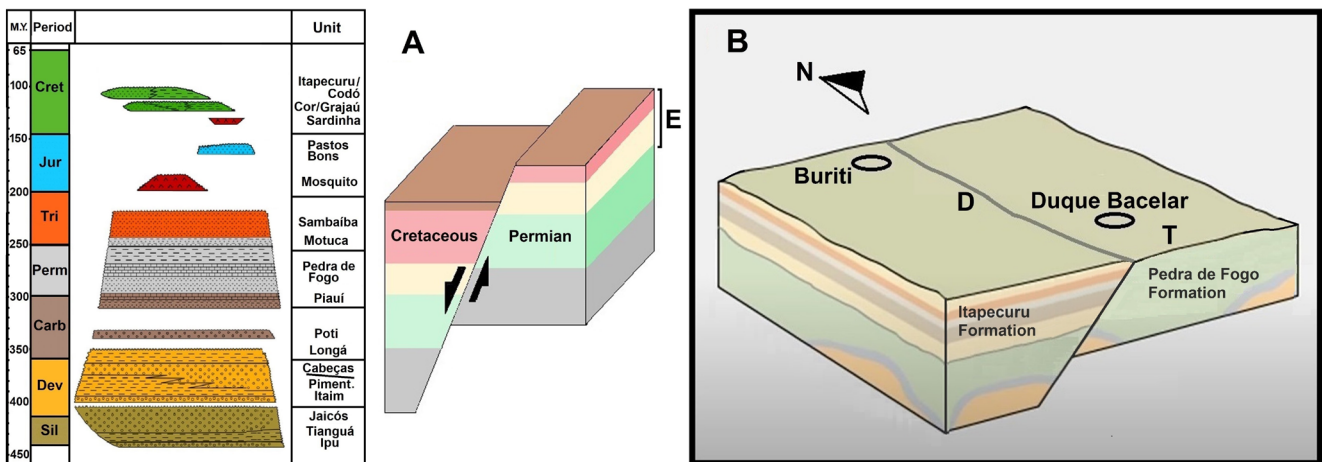 M.Y.
Period
Unit
65
100
150
200
250
300
350
400
450
Cret
Jur
Tri
Perm
Carb
Dev
Sil
Itapecuru/
Codó
Cor/Grajaú
Sardinha
Pastos
Bons
Mosquito
Sambaíba
Motuca
Pedra de
Fogo
Piauí
Poti
Longá
Cabeças
Piment.
Itaim
Jaicós
Tianguá
Ipú
A
E
Cretaceous
Permian
B
N
Buriti
D
Duque Bacelar
T
Pedra de Fogo
Formation
Itapecuru
Formation